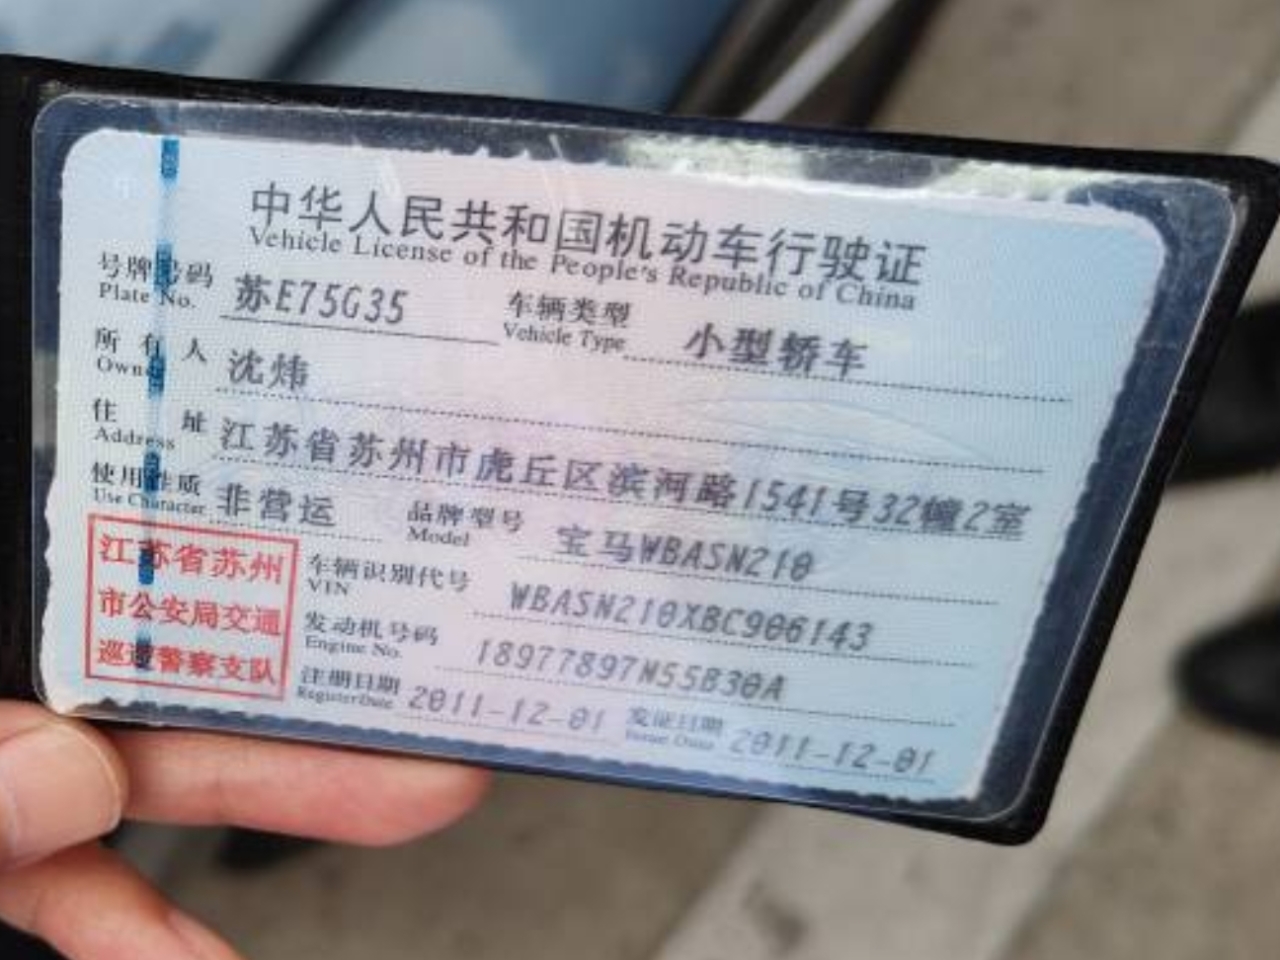 中华人民共和国机动车行驶证
Vehicle License of the People's Republic of China
号牌号码 苏E75G35 车辆类型 小型轿车
Plate No. Vehicle Type
所有人 沈炜
Owner
住址 江苏省苏州市虎丘区滨河路1541号32幢2室
Address
使用性质 非营运 品牌型号 宝马WBASN210
Use Character Model
江苏省苏州
市公安局交通
巡逻警察支队
车辆识别代号 WBASN210XBC906143
VIN
发动机号码 18977897N55B30A
Engine No.
注册日期 2011-12-01 发证日期 2011-12-01
Register Date Issue Date